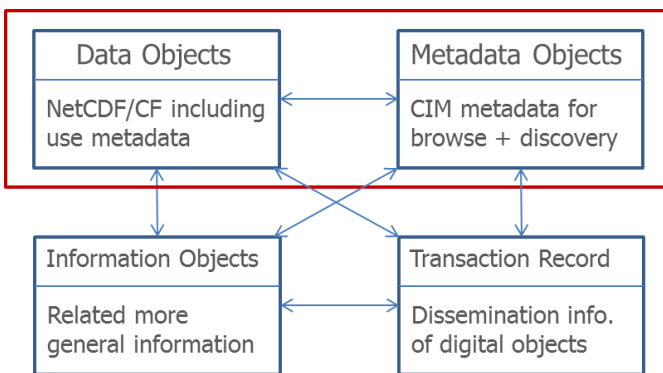 Data Objects
NetCDF/CF including
use metadata
Metadata Objects
CIM metadata for
browse + discovery
Information Objects
Related more
general information
Transaction Record
Dissemination info.
of digital objects